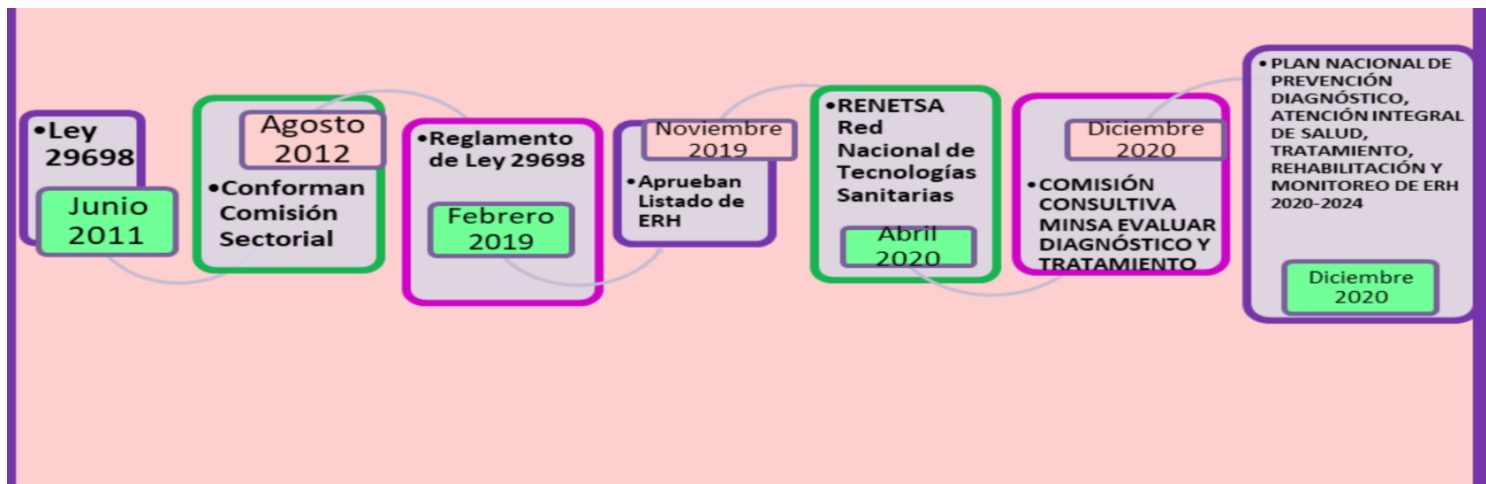 •Ley
29698
Junio
2011
Agosto
2012
•Conforman
Comisión
Sectorial
•Reglamento
de Ley 29698
Febrero
2019
Noviembre
2019
•Aprueban
Listado de
ERH
•RENETSA
Red
Nacional de
Tecnologías
Sanitarias
Abril
2020
Diciembre
2020
•COMISIÓN
CONSULTIVA
MINSA EVALUAR
DIAGNÓSTICO Y
TRATAMIENTO
•PLAN NACIONAL DE
PREVENCIÓN
DIAGNÓSTICO,
ATENCIÓN INTEGRAL
DE SALUD,
TRATAMIENTO,
REHABILITACIÓN Y
MONITOREO DE ERH
2020-2024
Diciembre
2020